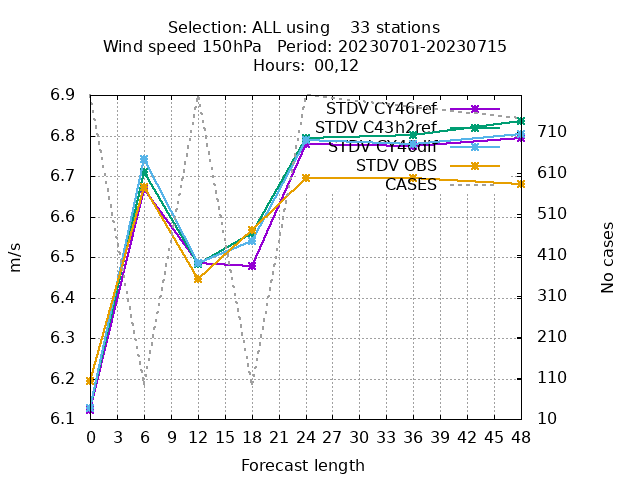 Selection: ALL using    33 stations
Wind speed 150hPa   Period: 20230701-20230715
Hours:  00,12
6.9
STDV CY46ref
STDV C43h2ref
6.8
710
STDV CY46dff
STDV OBS
6.7
610
CASES
6.6
510
6.5
410
m/s
No cases
6.4
310
6.3
210
6.2
110
6.1
10
0 3 6 9 12 15 18 21 24 27 30 33 36 39 42 45 48
Forecast length